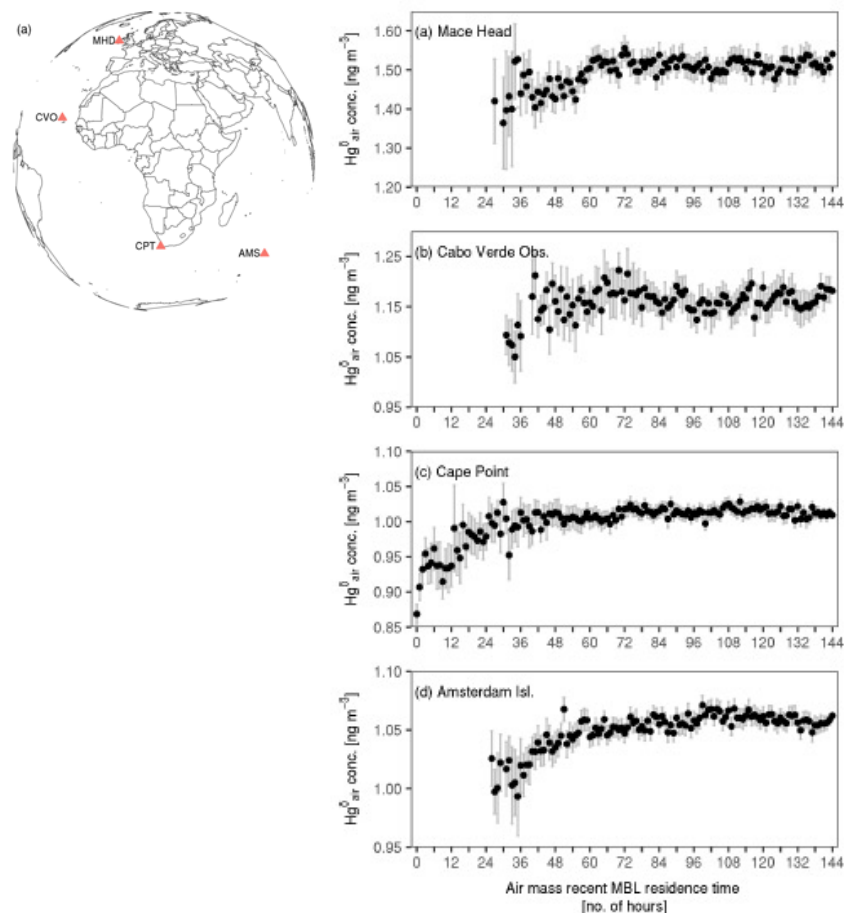 (a)
MHD
CVO
CPT
AMS
(a) Mace Head
Hg⁰air conc. [ng m⁻³]
1.60
1.50
1.40
1.30
1.20
0 12 24 36 48 60 72 84 96 108 120 132 144
(b) Cabo Verde Obs.
Hg⁰air conc. [ng m⁻³]
1.25
1.15
1.05
0.95
0 12 24 36 48 60 72 84 96 108 120 132 144
(c) Cape Point
Hg⁰air conc. [ng m⁻³]
1.10
1.05
1.00
0.95
0.90
0.85
0 12 24 36 48 60 72 84 96 108 120 132 144
(d) Amsterdam Isl.
Hg⁰air conc. [ng m⁻³]
1.10
1.05
1.00
0.95
0 12 24 36 48 60 72 84 96 108 120 132 144
Air mass recent MBL residence time
[no. of hours]